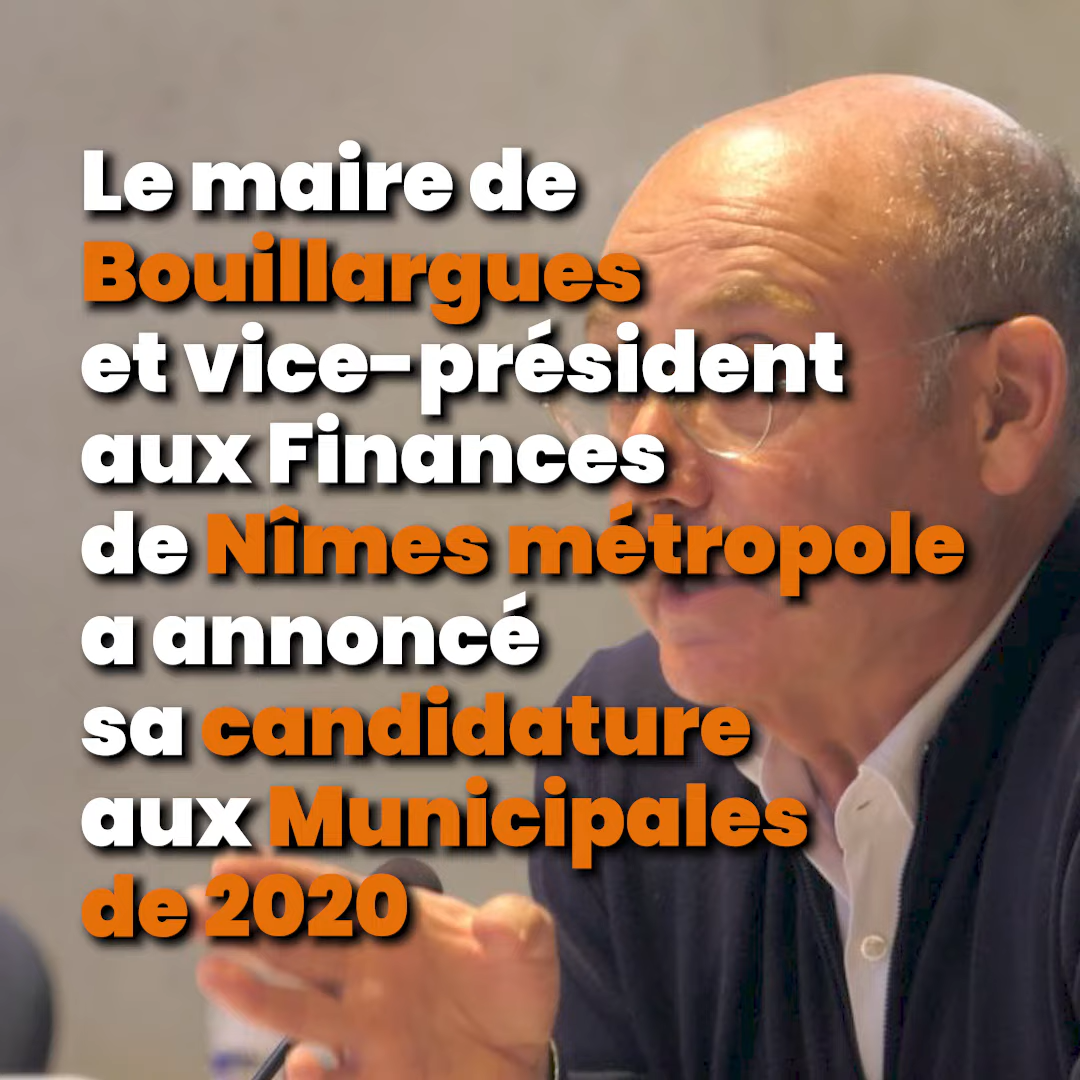 Le maire de
Bouillargues
et vice-président
aux Finances
de Nîmes métropole
a annoncé
sa candidature
aux Municipales
de 2020